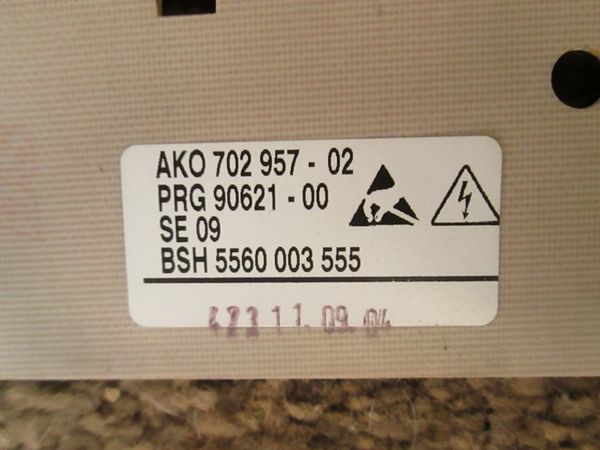 AKO 702 957 - 02
PRG 90621 - 00
SE 09
BSH 5560 003 555
11.09.04